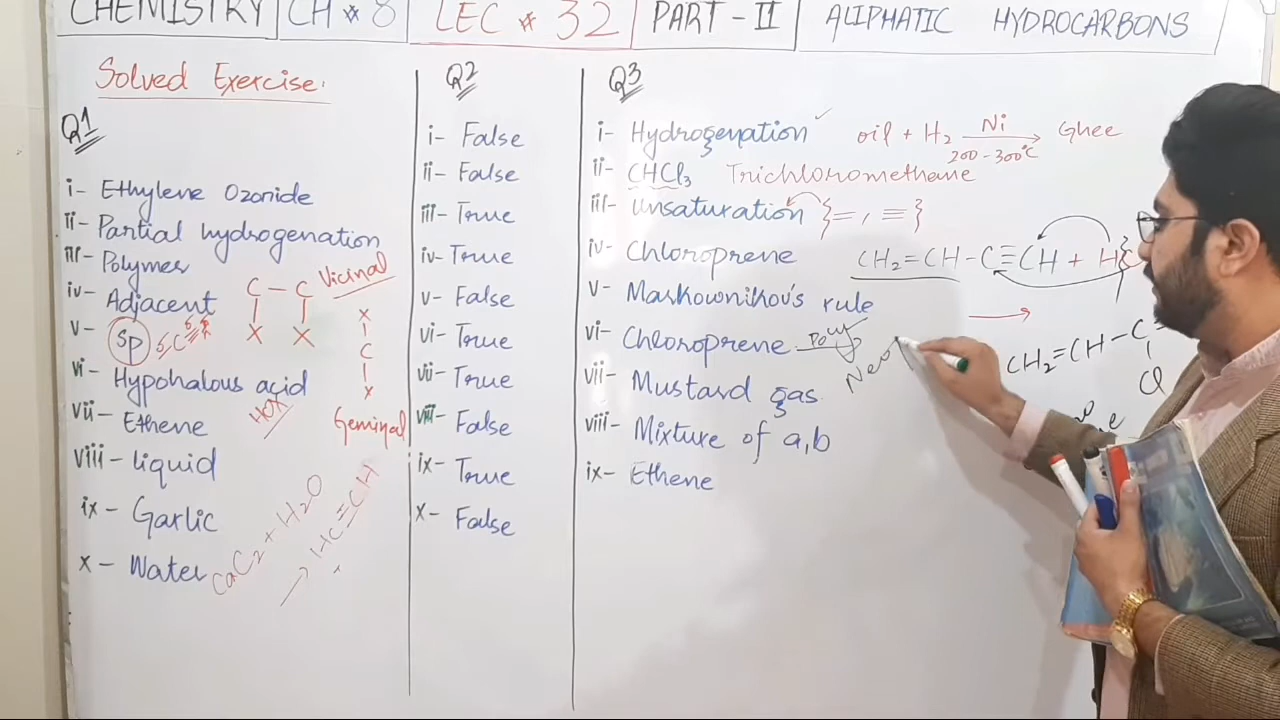 CHEMISTRY CH * 8 LEC * 32 PART - II ALIPHATIC HYDROCARBONS
Solved Exercise.
Q1
i- Ethylene Ozonide
ii- Partial hydrogenation
iii- Polymer
iv- Adjacent
v- Sp
vi- Hypohalous acid
vii- Ethene
viii- liquid
ix- Garlic
x- Water
C - C
X X
Vicinal
X
C
X
Geminal
HOX
CaC2 + H2O
→ HC≡CH
Q2
i- False
ii- False
iii- True
iv- True
v- False
vi- True
vii- True
viii- False
ix- True
x- False
Q3
i- Hydrogenation ✓ oil + H2 Ni → Ghee
200-300°C
ii- CHCl3 Trichloromethane
iii- Unsaturation {=, ≡}
iv- Chloroprene CH2=CH-C≡CH + H
v- Markownikov's rule →
vi- Chloroprene Poly
Neo
CH2=CH-C
Cl
vii- Mustard gas.
viii- Mixture of a,b
ix- Ethene